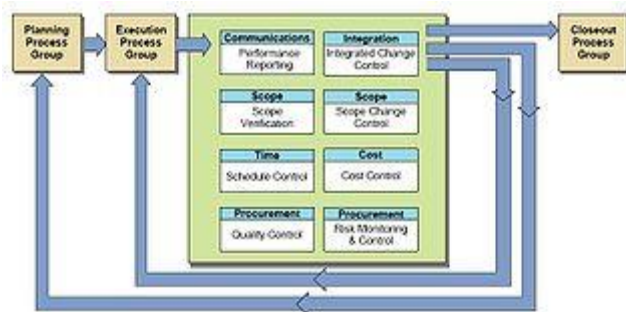 Planning
Process
Group
Execution
Process
Group
Communications
Performance
Reporting
Integration
Integrated Change
Control
Scope
Scope
Verification
Scope
Scope Change
Control
Time
Schedule Control
Cost
Cost Control
Procurement
Quality Control
Procurement
Risk Monitoring
& Control
Closeout
Process
Group